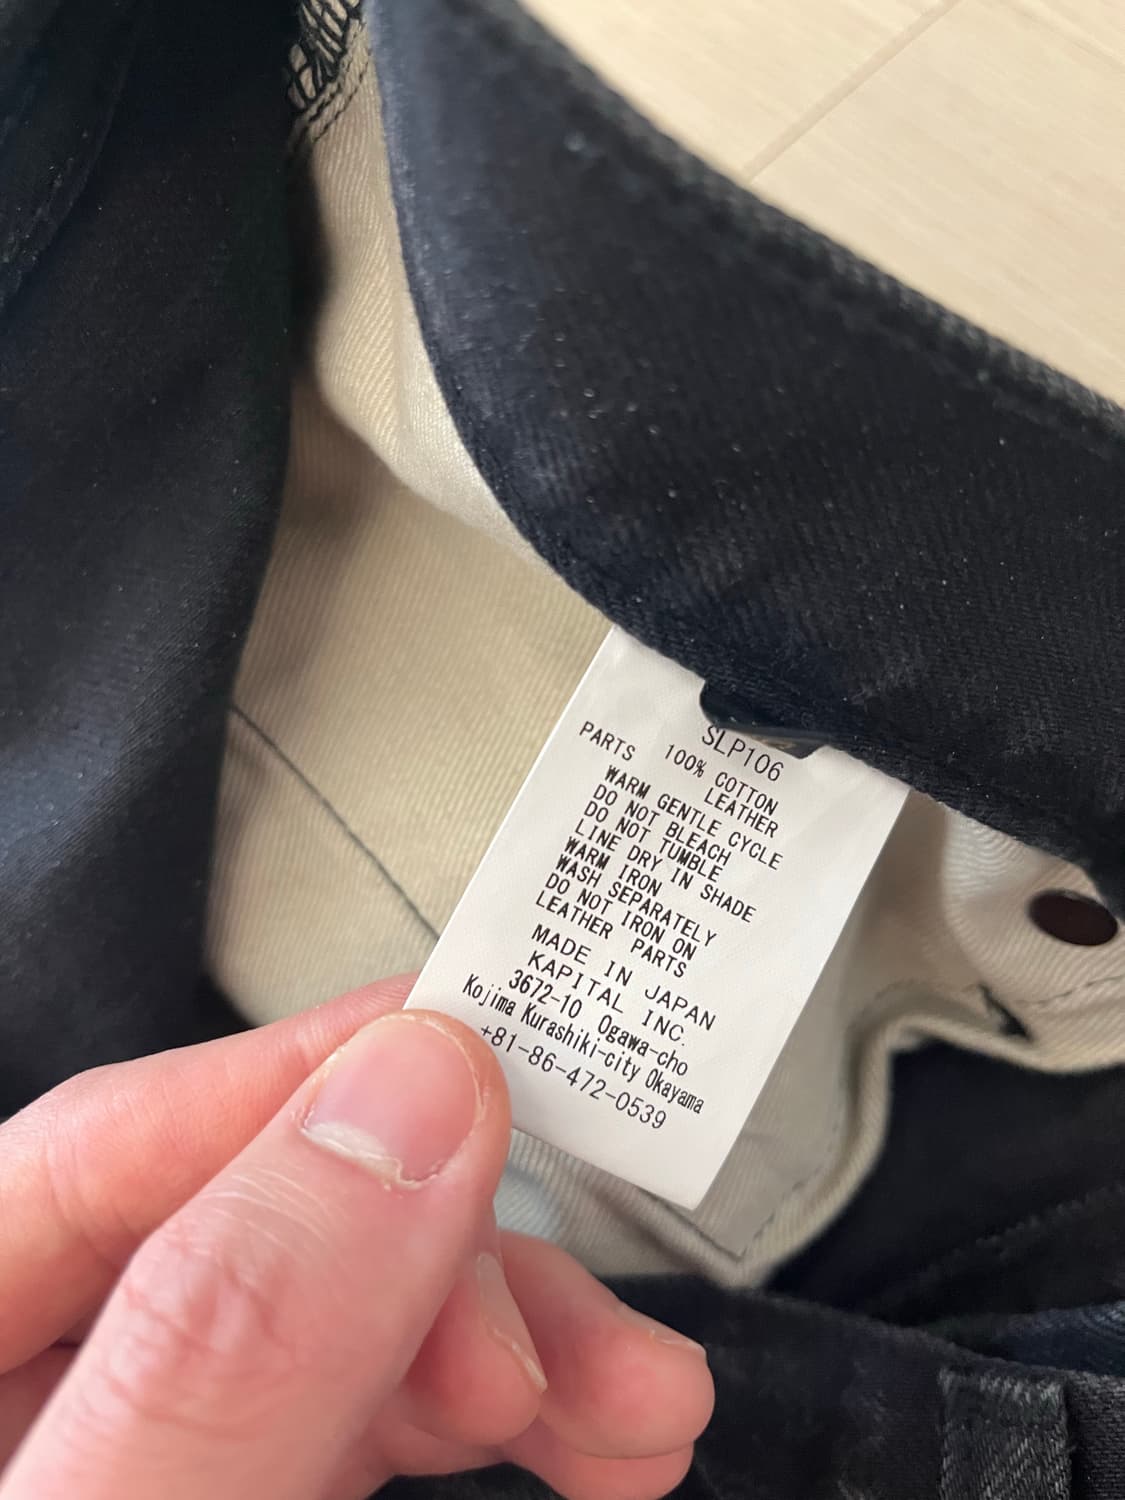 SLP106
100% COTTON
PARTS LEATHER
WARM GENTLE CYCLE
DO NOT BLEACH
DO NOT TUMBLE
LINE DRY IN SHADE
WARM IRON
WASH SEPARATELY
DO NOT IRON ON
LEATHER PARTS
MADE IN JAPAN
KAPITAL INC.
3672-10 Ogawa-cho
Kojima Kurashiki-city Okayama
+81-86-472-0539